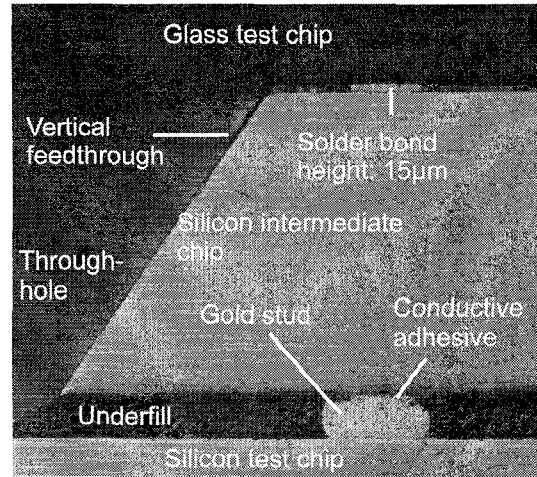 Glass test chip
Vertical
feedthrough
Solder bond
height: 15µm
Silicon intermediate
chip
Through-
hole
Gold stud
Conductive
adhesive
Underfill
Silicon test chip